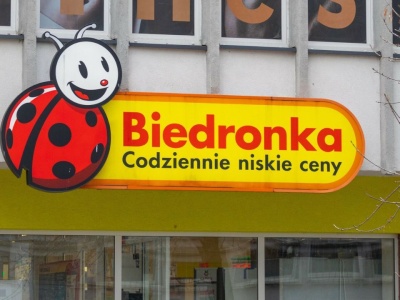 Biedronka
Codziennie niskie ceny